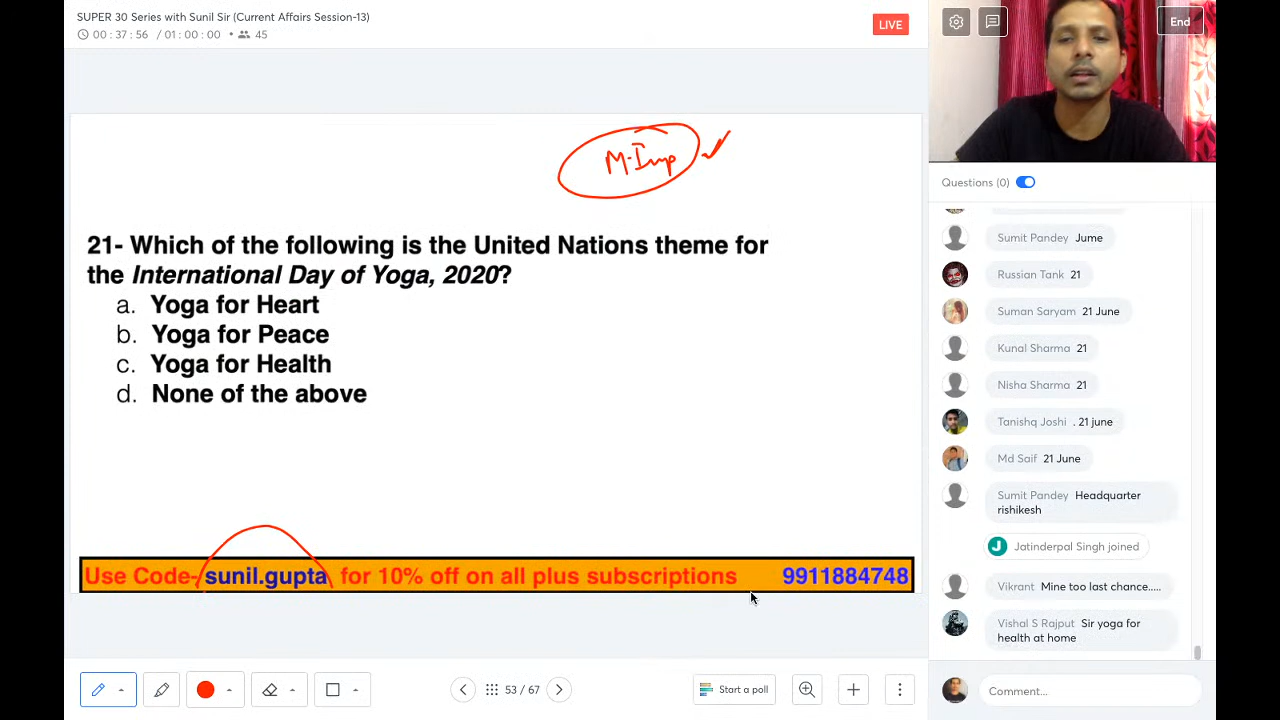 SUPER 30 Series with Sunil Sir (Current Affairs Session-13)
00 : 37 : 56 / 01 : 00 : 00 • 45
LIVE
End
M. Imp
21- Which of the following is the United Nations theme for
the International Day of Yoga, 2020?
a. Yoga for Heart
b. Yoga for Peace
c. Yoga for Health
d. None of the above
Use Code- sunil.gupta for 10% off on all plus subscriptions 9911884748
53 / 67
Start a poll
Questions (0)
Sumit Pandey Jume
Russian Tank 21
Suman Saryam 21 June
Kunal Sharma 21
Nisha Sharma 21
Tanishq Joshi . 21 june
Md Saif 21 June
Sumit Pandey Headquarter
rishikesh
J Jatinderpal Singh joined
Vikrant Mine too last chance.....
Vishal S Rajput Sir yoga for
health at home
Comment...